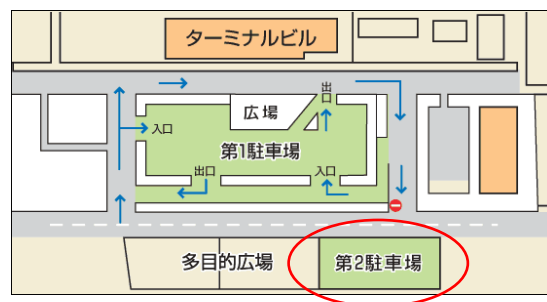 ターミナルビル
出口
広場
入口
第1駐車場
出口
入口
多目的広場
第2駐車場